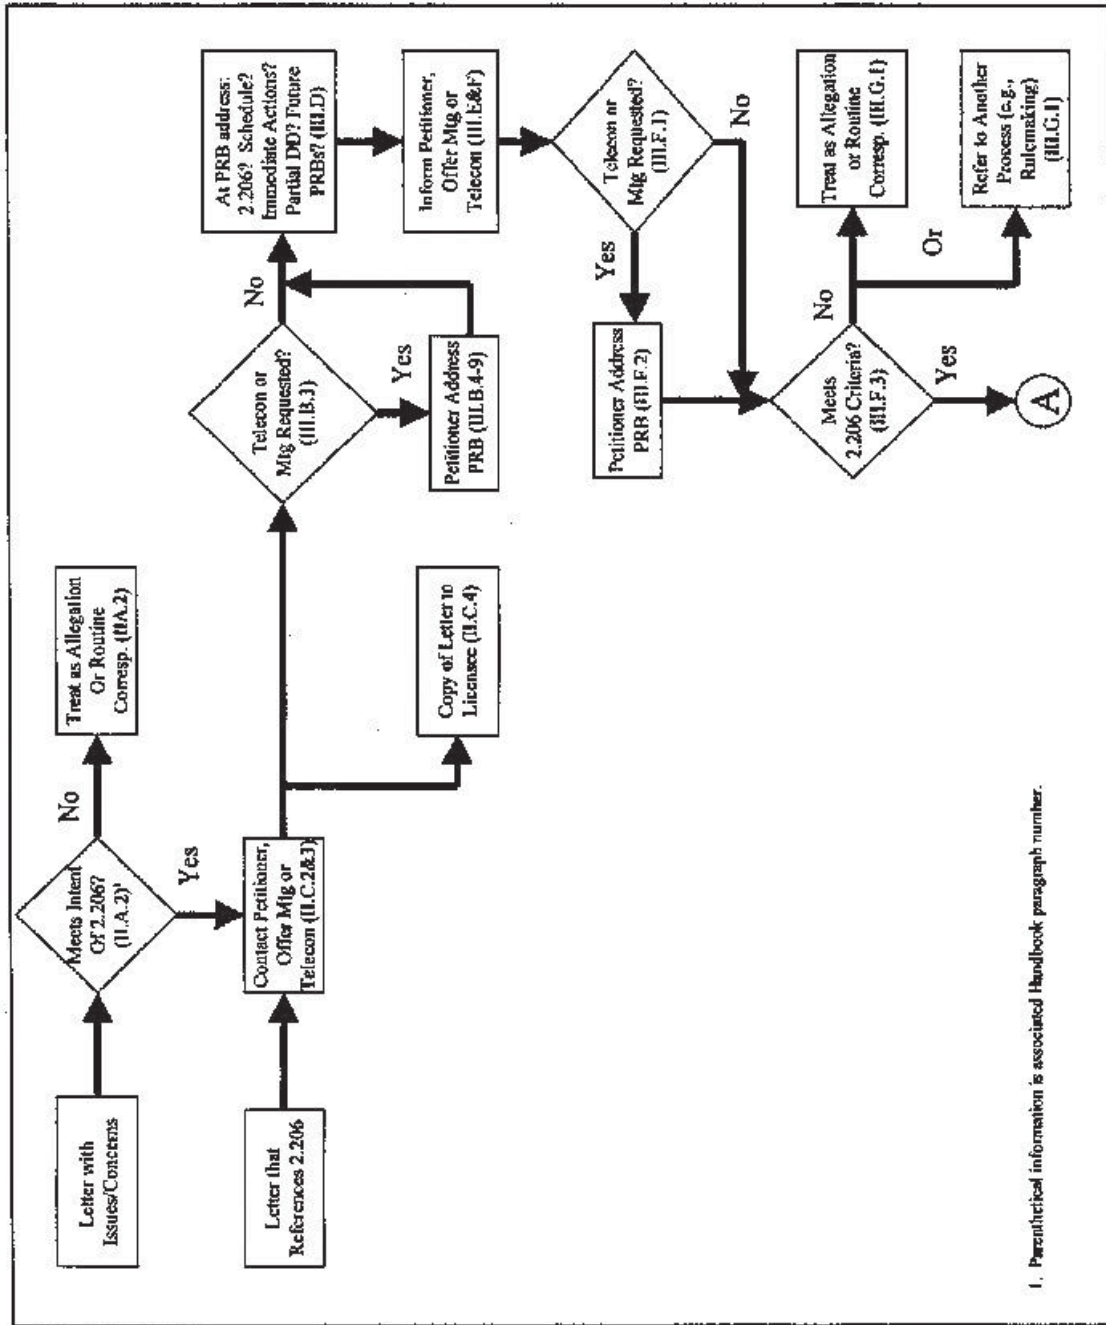 Letter with
Issues/Concerns
Meets Intent
Of 2.206?
(II.A.2)¹
No
Treat as Allegation
Or Routine
Corresp. (IIA.2)
Yes
Letter that
References 2.206
Contact Petitioner,
Offer Mtg or
Telecon (II.C.2&3)
Copy of Letter to
Licensee (II.C.4)
Telecon or
Mtg Requested?
(III.B.3)
No
Yes
Petitioner Address
PRB (III.B.4-9)
At PRB address:
2.206? Schedule?
Immediate Actions?
Partial DD? Future
PRBs? (III.D)
Inform Petitioner,
Offer Mtg or
Telecon (III.E&F)
Telecon or
Mtg Requested?
(III.F.1)
Yes
No
Petitioner Address
PRB (III.F.2)
Meets
2.206 Criteria?
(III.F.3)
No
Treat as Allegation
or Routine
Corresp. (III.G.1)
Or
Refer to Another
Process (e.g.,
Rulemaking)
(III.G.1)
Yes
A
1. Parenthetical information is associated Handbook paragraph number.